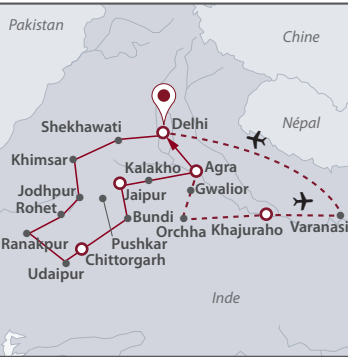 Pakistan
Chine
Népal
Delhi
Shekhawati
Khimsar
Kalakho
Agra
Gwalior
Jodhpur
Jaipur
Rohet
Bundi
Orchha
Khajuraho
Varanasi
Ranakpur
Pushkar
Chittorgarh
Udaipur
Inde